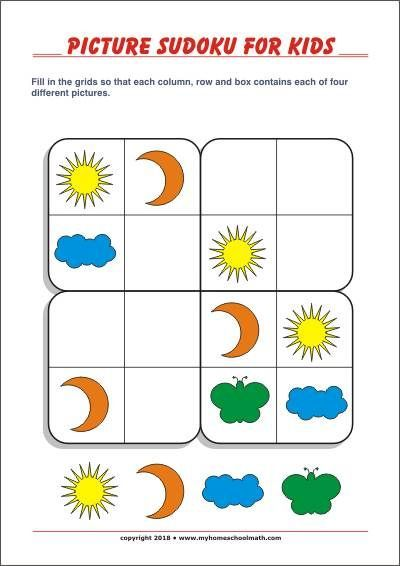 PICTURE SUDOKU FOR KIDS
Fill in the grids so that each column, row and box contains each of four
different pictures.
copyright 2018 • www.myhomeschoolmath.com